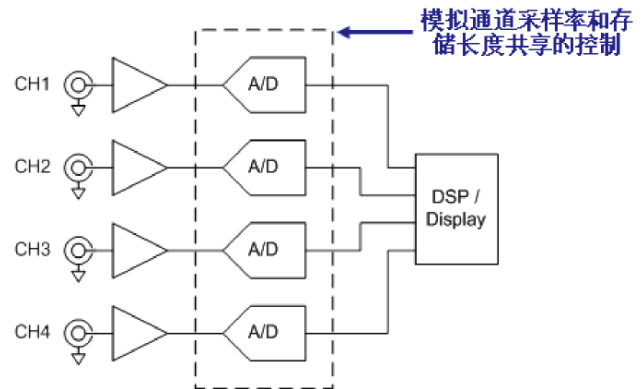 模拟通道采样率和存
储长度共享的控制
CH1
A/D
CH2
A/D
DSP /
Display
CH3
A/D
CH4
A/D